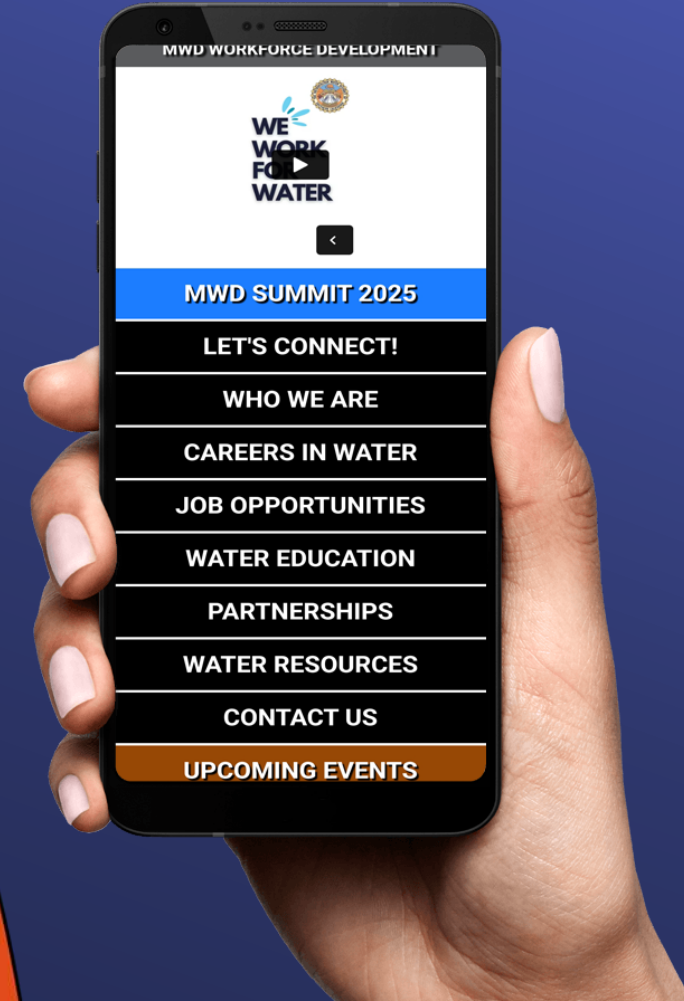 MWD WORKFORCE DEVELOPMENT
WE
WORK
FOR
WATER
MWD SUMMIT 2025
LET'S CONNECT!
WHO WE ARE
CAREERS IN WATER
JOB OPPORTUNITIES
WATER EDUCATION
PARTNERSHIPS
WATER RESOURCES
CONTACT US
UPCOMING EVENTS